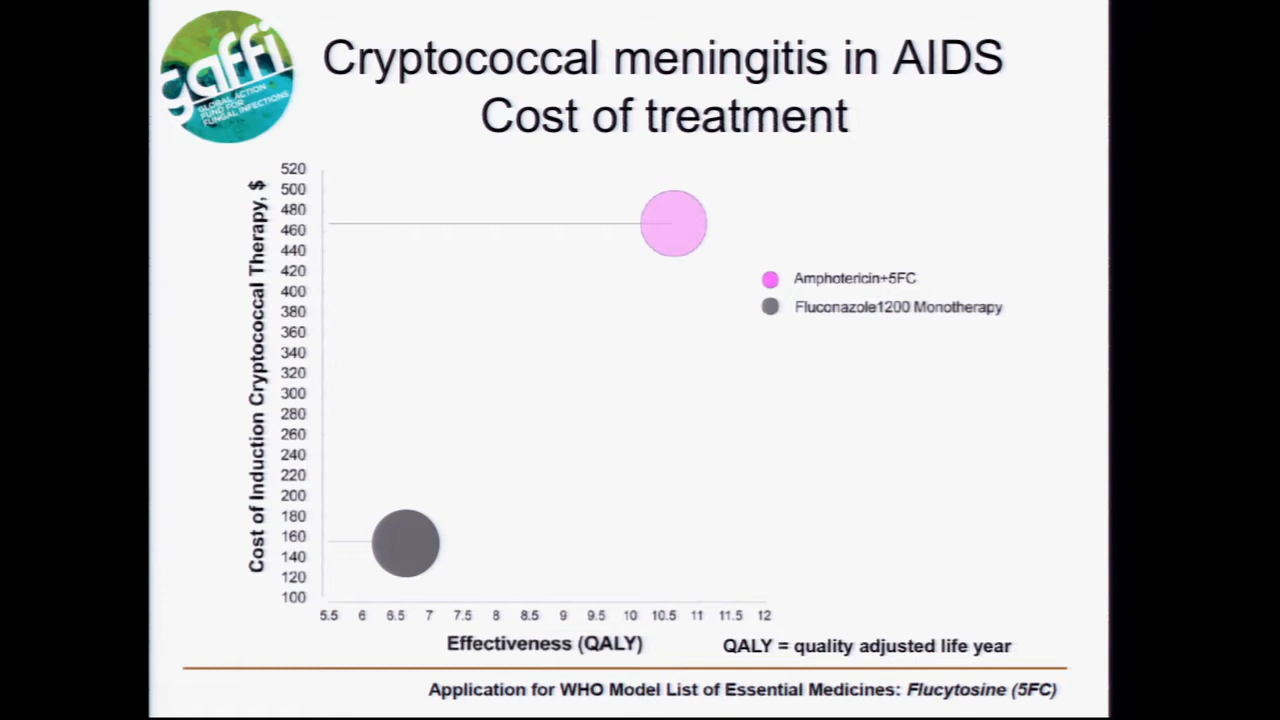 gaffi
GLOBAL ACTION
FUND FOR
FUNGAL INFECTIONS
Cryptococcal meningitis in AIDS
Cost of treatment
Cost of Induction Cryptococcal Therapy, $
520
500
480
460
440
420
400
380
360
340
320
300
280
260
240
220
200
180
160
140
120
100
Amphotericin+5FC
Fluconazole1200 Monotherapy
5.5 6 6.5 7 7.5 8 8.5 9 9.5 10 10.5 11 11.5 12
Effectiveness (QALY)
QALY = quality adjusted life year
Application for WHO Model List of Essential Medicines: Flucytosine (5FC)